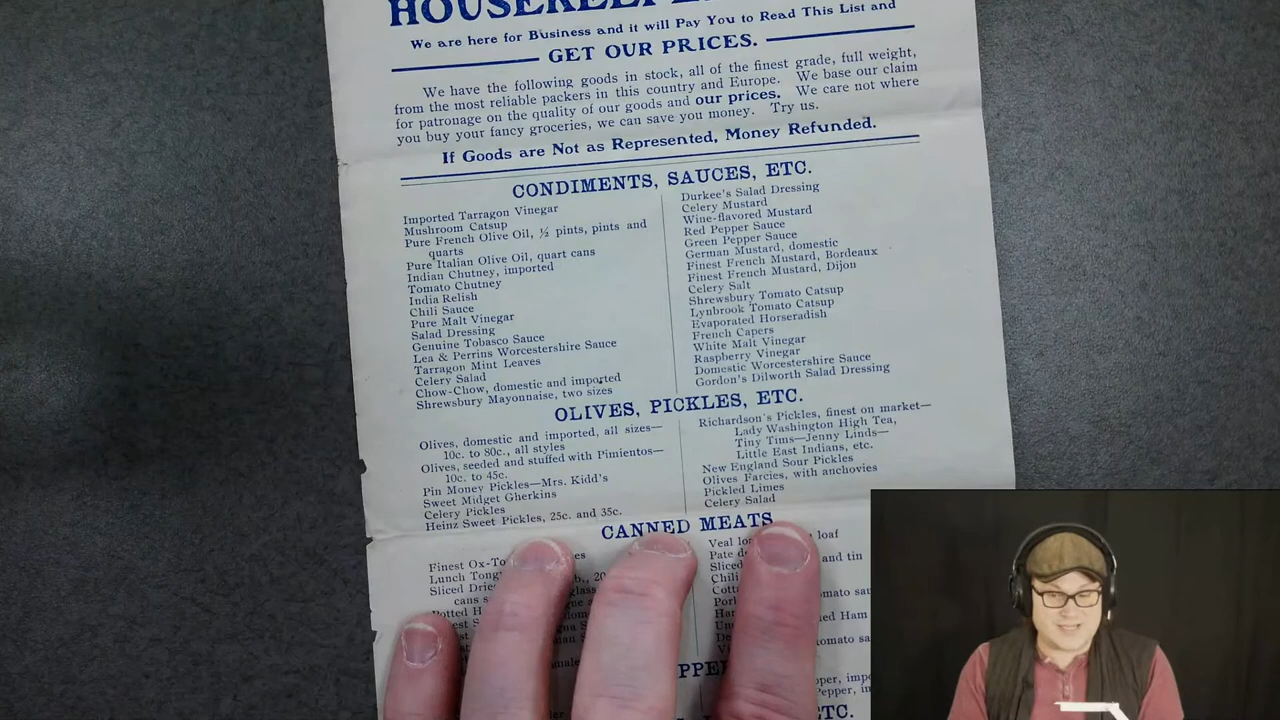 We are here for Business and it will Pay You to Read This List and
GET OUR PRICES.
We have the following goods in stock, all of the finest grade, full weight,
from the most reliable packers in this country and Europe. We base our claim
for patronage on the quality of our goods and our prices. We care not where
you buy your fancy groceries, we can save you money. Try us.
If Goods are Not as Represented, Money Refunded.
CONDIMENTS, SAUCES, ETC.
Imported Tarragon Vinegar
Mushroom Catsup
Pure French Olive Oil, ½ pints, pints and
quarts
Pure Italian Olive Oil, quart cans
Indian Chutney, imported
Tomato Chutney
India Relish
Chili Sauce
Pure Malt Vinegar
Salad Dressing
Genuine Tobasco Sauce
Lea & Perrins Worcestershire Sauce
Tarragon Mint Leaves
Celery Salad
Chow-Chow, domestic and imported
Shrewsbury Mayonnaise, two sizes
Durkee's Salad Dressing
Celery Mustard
Wine-flavored Mustard
Red Pepper Sauce
Green Pepper Sauce
German Mustard, domestic
Finest French Mustard, Bordeaux
Finest French Mustard, Dijon
Celery Salt
Shrewsbury Tomato Catsup
Lynbrook Tomato Catsup
Evaporated Horseradish
French Capers
White Malt Vinegar
Raspberry Vinegar
Domestic Worcestershire Sauce
Gordon's Dilworth Salad Dressing
OLIVES, PICKLES, ETC.
Olives, domestic and imported, all sizes—
10c. to 80c., all styles
Olives, seeded and stuffed with Pimientos—
10c. to 45c.
Pin Money Pickles—Mrs. Kidd's
Sweet Midget Gherkins
Celery Pickles
Heinz Sweet Pickles, 25c. and 35c.
Richardson's Pickles, finest on market—
Lady Washington High Tea,
Tiny Tims—Jenny Linds—
Little East Indians, etc.
New England Sour Pickles
Olives Farcies, with anchovies
Pickled Limes
Celery Salad
CANNED MEATS
Finest
Lunch
Sliced
cans
Veal loaf
Pate and tin
Sliced
Chili
Ham
ETC.